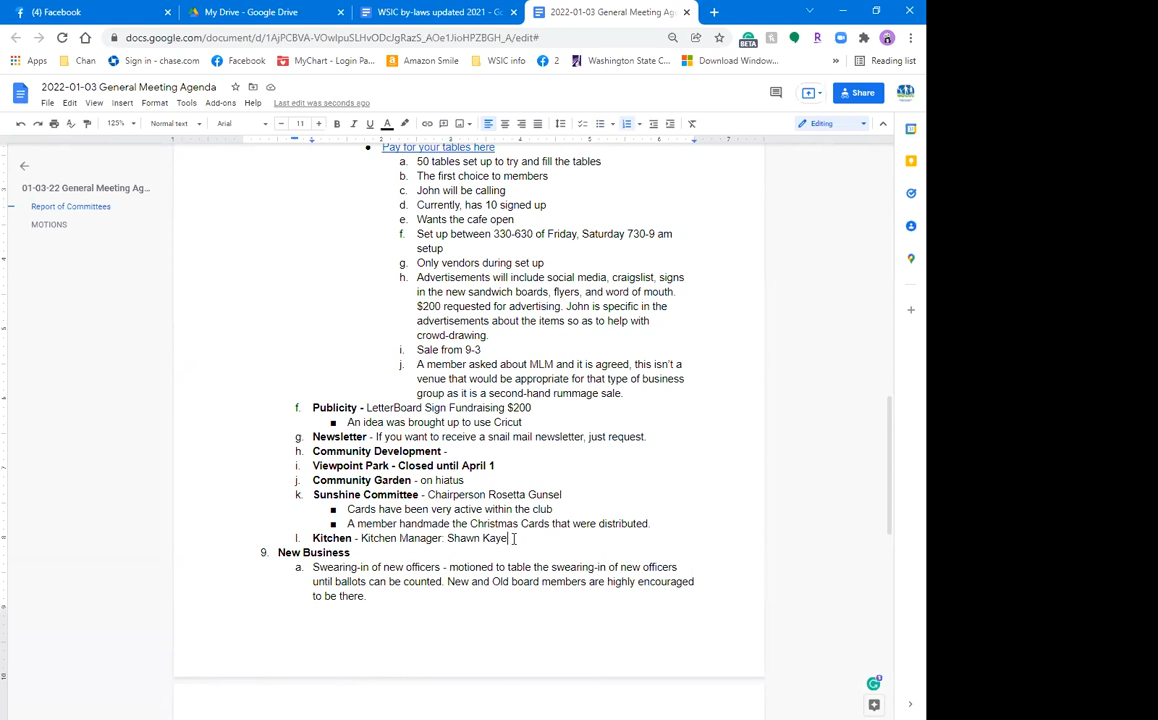 (4) Facebook
My Drive - Google Drive
WSIC by-laws updated 2021 - Go
2022-01-03 General Meeting Age
docs.google.com/document/d/1AjPCBVA-VOwIpuSLHvODcJgRazS_AOe1JioHPZBGH_A/edit#
Apps
Chan
Sign in - chase.com
Facebook
MyChart - Login Pa...
Amazon Smile
WSIC info
2
Washington State C...
Download Window...
Reading list
2022-01-03 General Meeting Agenda
File Edit View Insert Format Tools Add-ons Help Last edit was seconds ago
Share
125% Normal text Arial 11 Editing
01-03-22 General Meeting Ag...
Report of Committees
MOTIONS
Pay for your tables here
a. 50 tables set up to try and fill the tables
b. The first choice to members
c. John will be calling
d. Currently, has 10 signed up
e. Wants the cafe open
f. Set up between 330-630 of Friday, Saturday 730-9 am
setup
g. Only vendors during set up
h. Advertisements will include social media, craigslist, signs
in the new sandwich boards, flyers, and word of mouth.
$200 requested for advertising. John is specific in the
advertisements about the items so as to help with
crowd-drawing.
i. Sale from 9-3
j. A member asked about MLM and it is agreed, this isn't a
venue that would be appropriate for that type of business
group as it is a second-hand rummage sale.
f. Publicity - LetterBoard Sign Fundraising $200
An idea was brought up to use Cricut
g. Newsletter - If you want to receive a snail mail newsletter, just request.
h. Community Development -
i. Viewpoint Park - Closed until April 1
j. Community Garden - on hiatus
k. Sunshine Committee - Chairperson Rosetta Gunsel
Cards have been very active within the club
A member handmade the Christmas Cards that were distributed.
l. Kitchen - Kitchen Manager: Shawn Kaye
9. New Business
a. Swearing-in of new officers - motioned to table the swearing-in of new officers
until ballots can be counted. New and Old board members are highly encouraged
to be there.